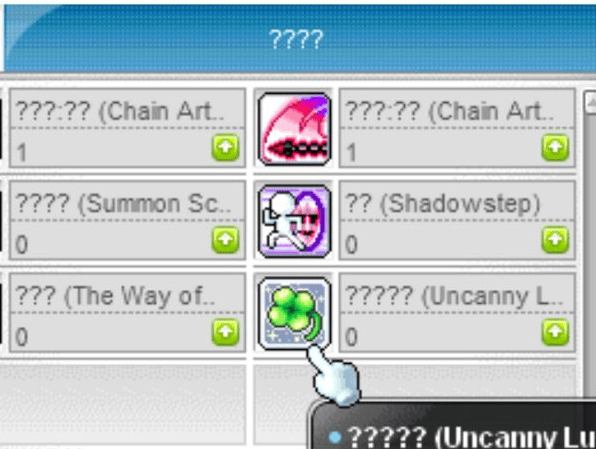 ????
???:?? (Chain Art..
1
???:?? (Chain Art..
1
???? (Summon Sc..
0
?? (Shadowstep)
0
??? (The Way of..
0
????? (Uncanny L..
0
????? (Uncanny Lu